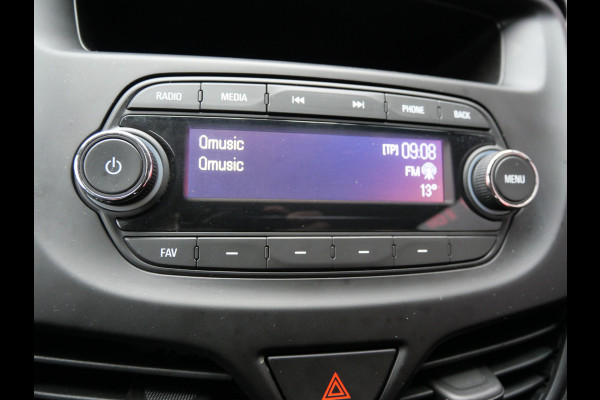 RADIO MEDIA PHONE BACK
Qmusic [TP] 09:08
Qmusic FM
13°
MENU
FAV